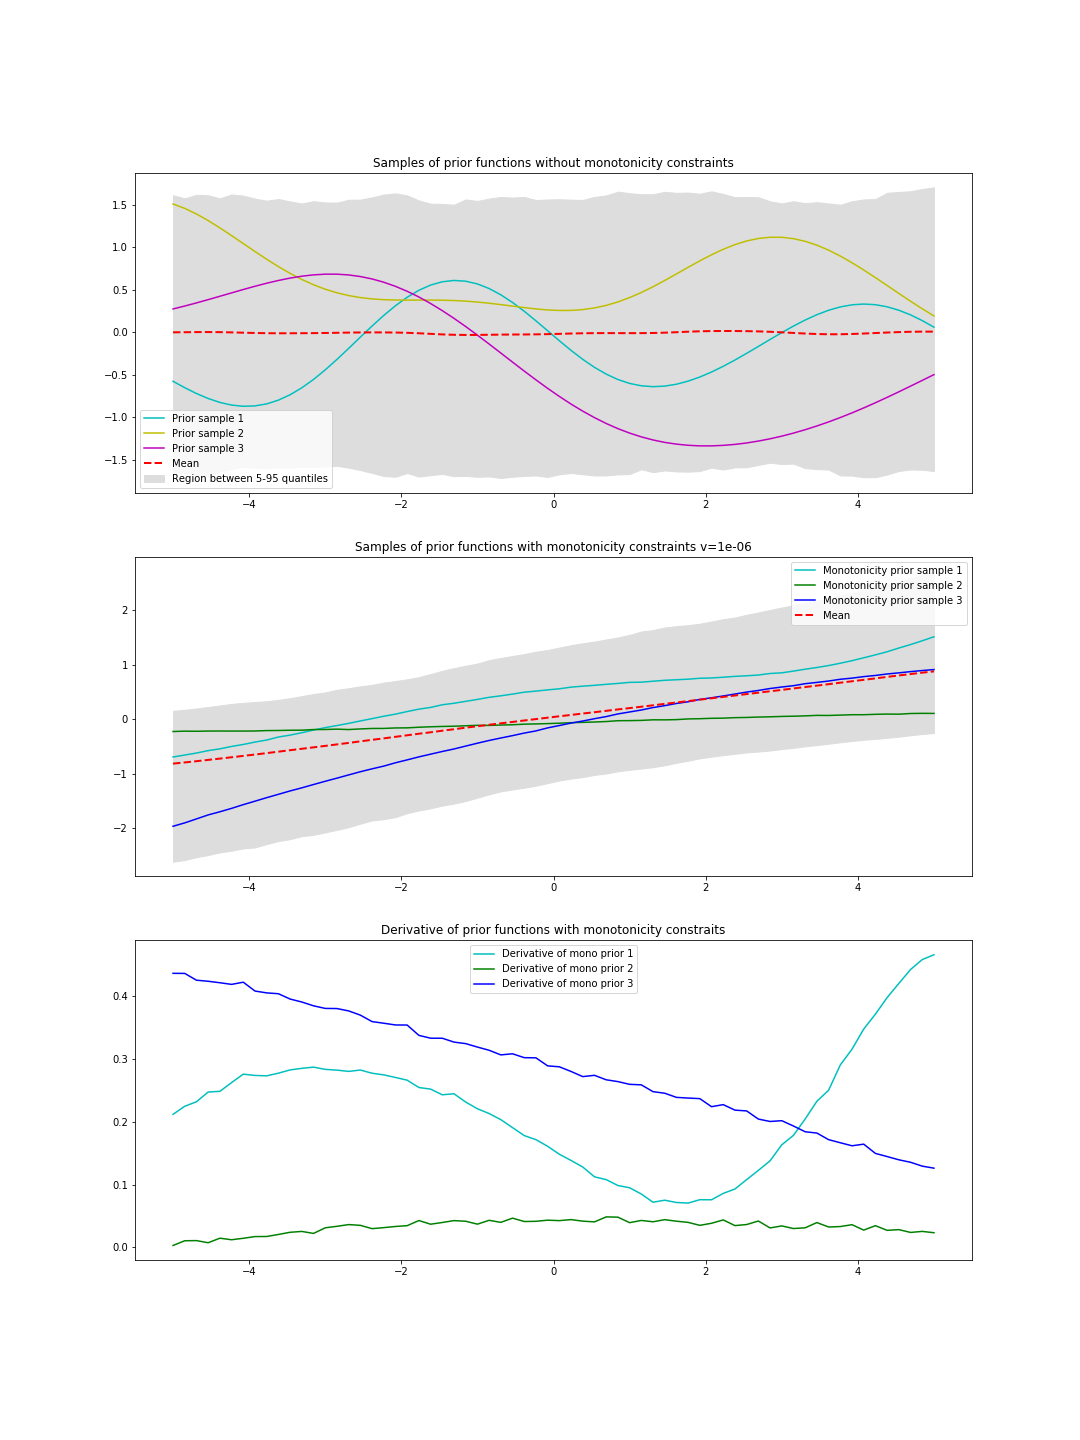 Samples of prior functions without monotonicity constraints
1.5
1.0
0.5
0.0
−0.5
−1.0
−1.5
Prior sample 1
Prior sample 2
Prior sample 3
Mean
Region between 5-95 quantiles
−4 −2 0 2 4
Samples of prior functions with monotonicity constraints v=1e-06
Monotonicity prior sample 1
Monotonicity prior sample 2
Monotonicity prior sample 3
Mean
2
1
0
−1
−2
−4 −2 0 2 4
Derivative of prior functions with monotonicity constraits
Derivative of mono prior 1
Derivative of mono prior 2
Derivative of mono prior 3
0.4
0.3
0.2
0.1
0.0
−4 −2 0 2 4